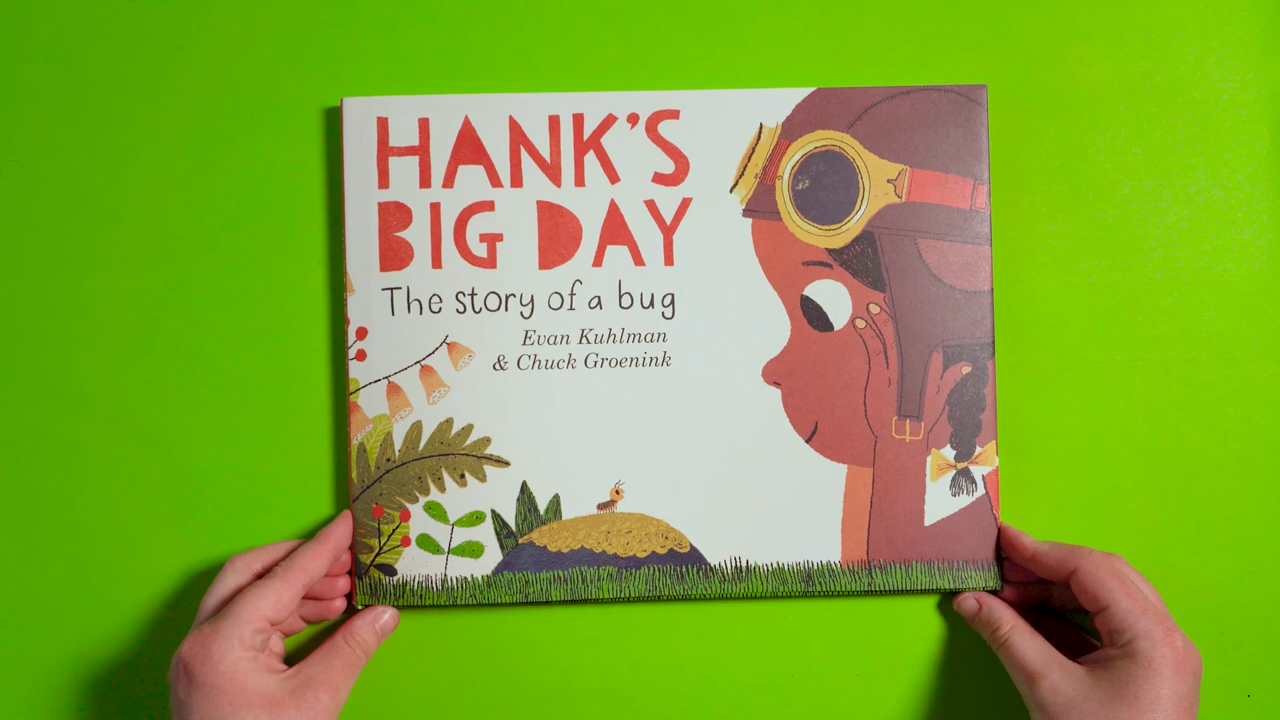 HANK'S
BIG DAY
The story of a bug
Evan Kuhlman
& Chuck Groenink